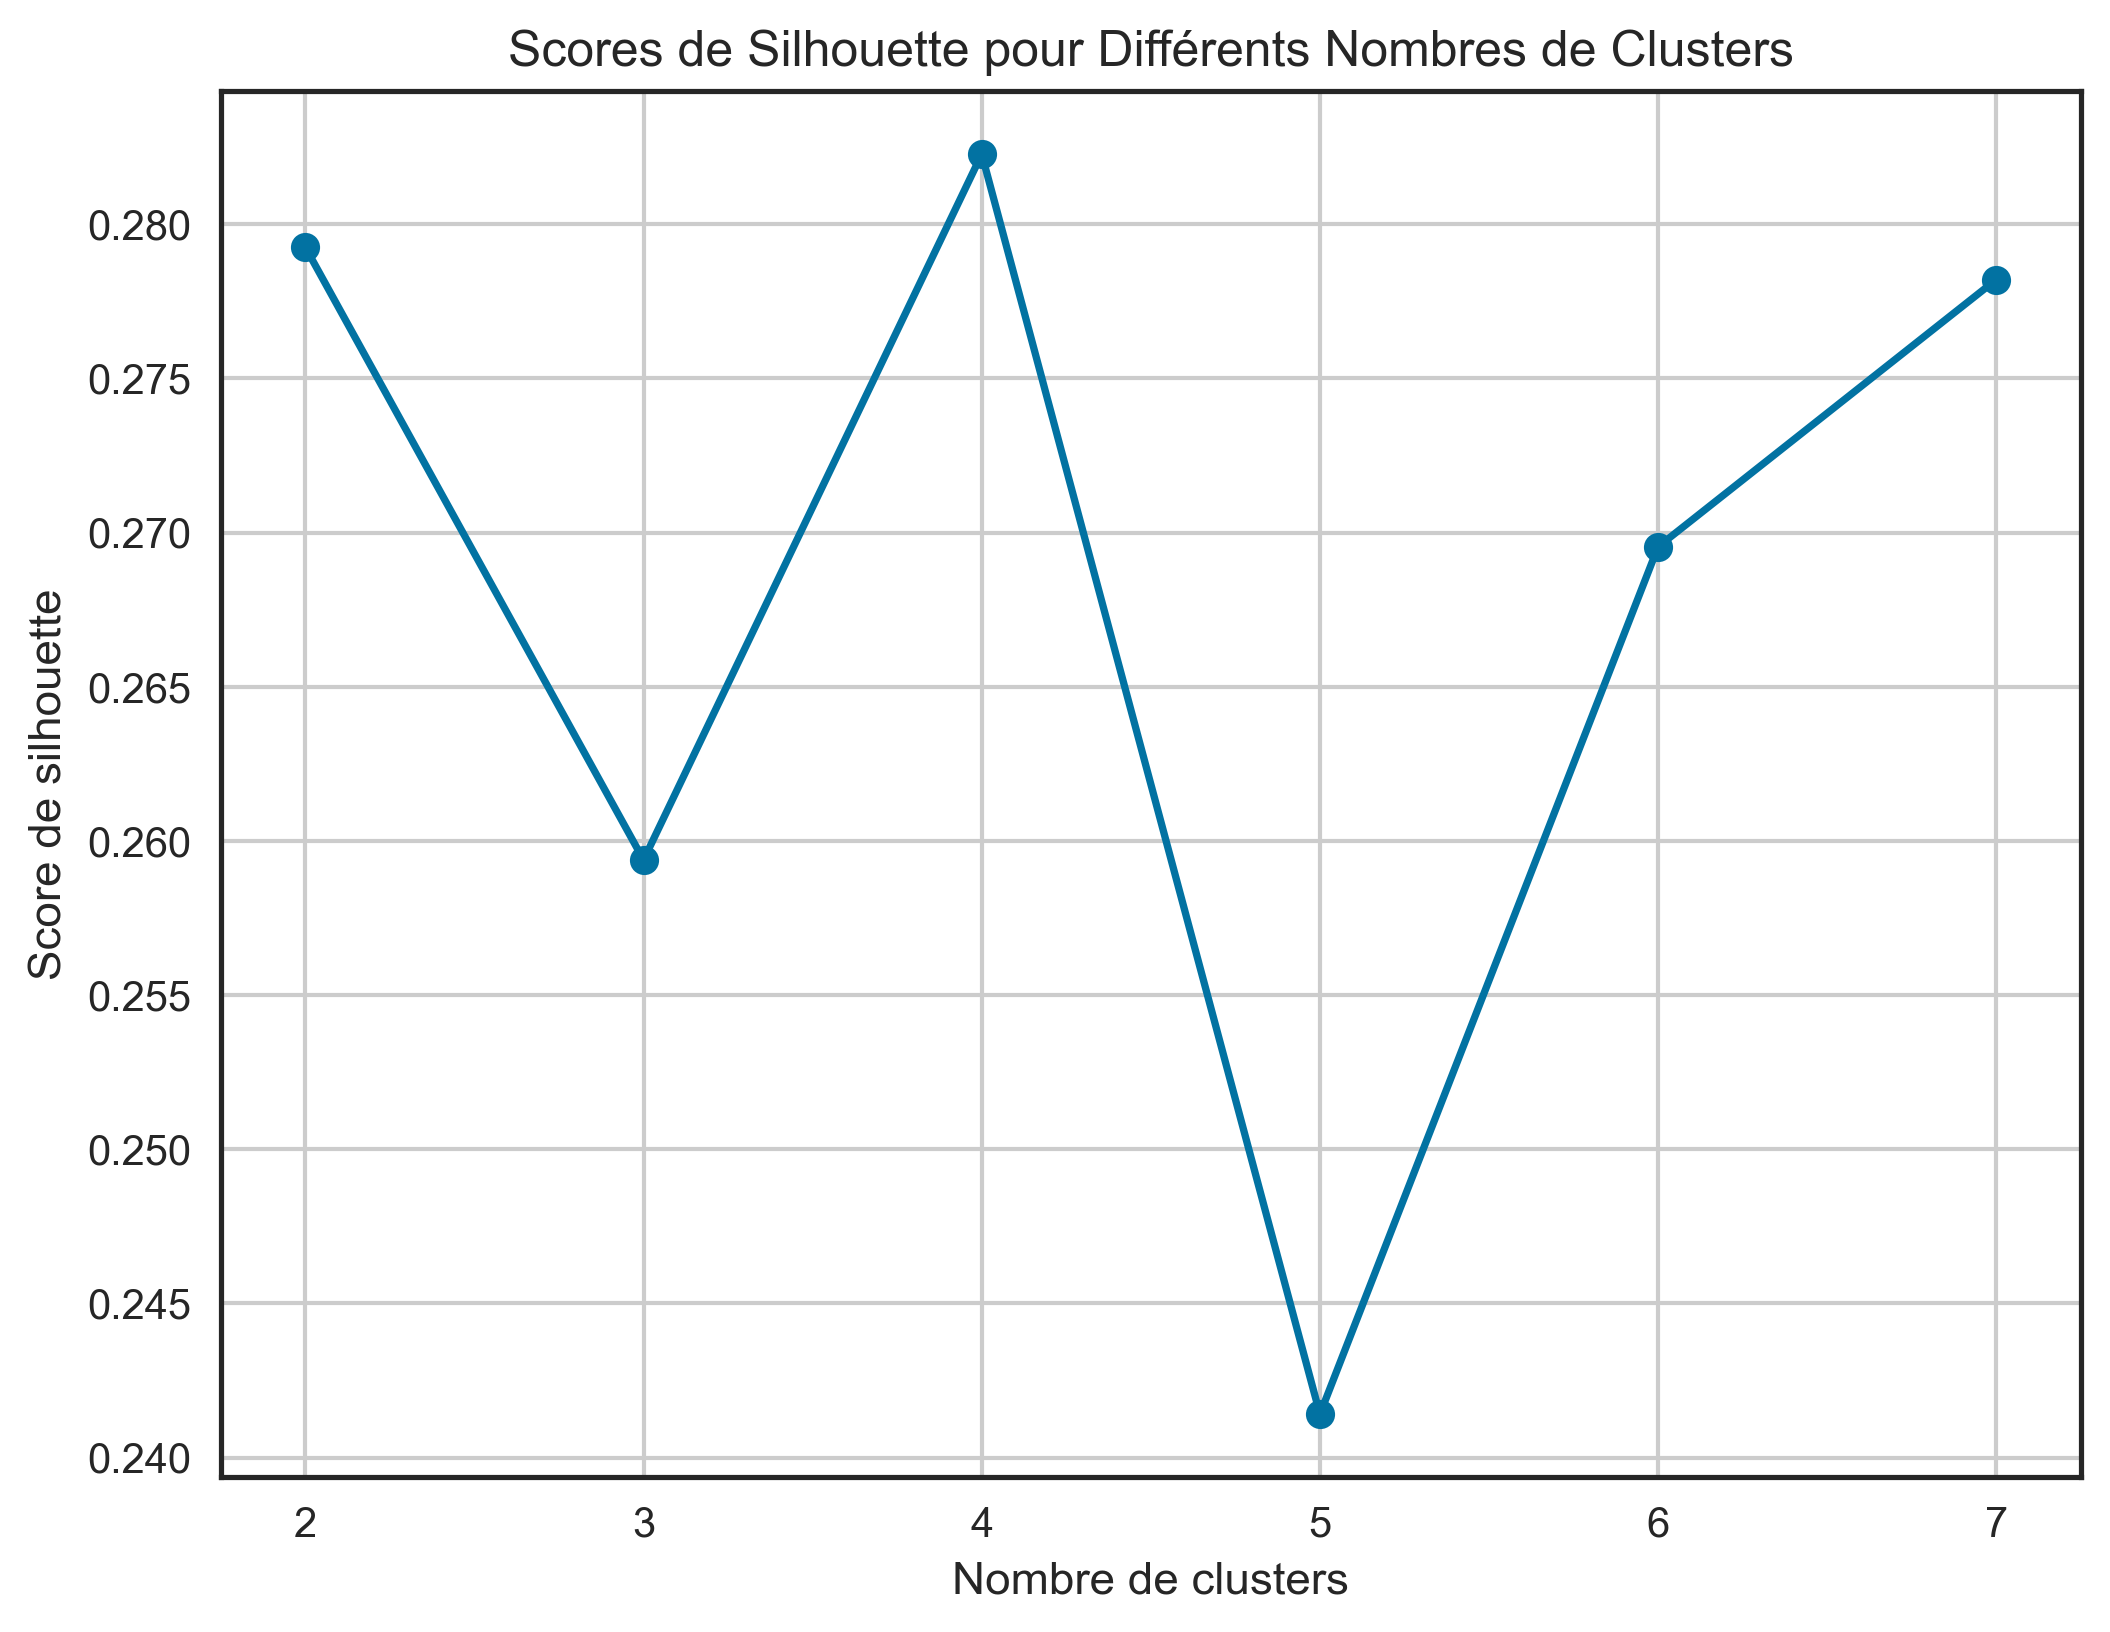 Scores de Silhouette pour Différents Nombres de Clusters
Score de silhouette
0.280
0.275
0.270
0.265
0.260
0.255
0.250
0.245
0.240
2 3 4 5 6 7
Nombre de clusters